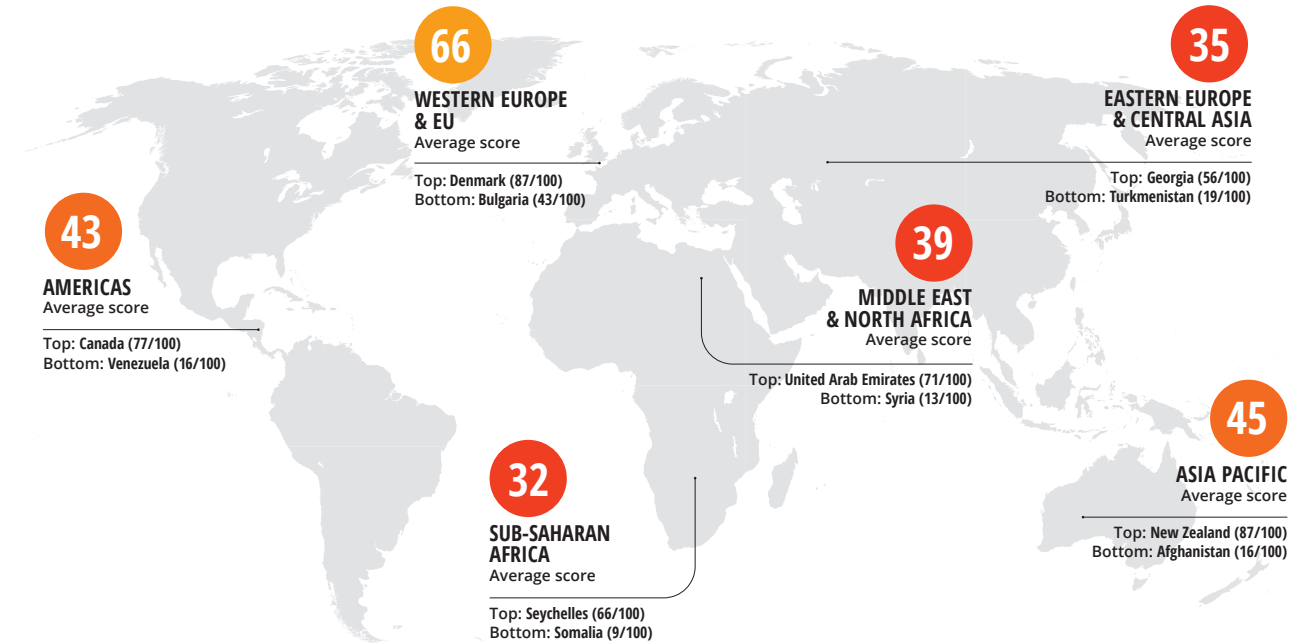 66
WESTERN EUROPE
& EU
Average score
Top: Denmark (87/100)
Bottom: Bulgaria (43/100)
35
EASTERN EUROPE
& CENTRAL ASIA
Average score
Top: Georgia (56/100)
Bottom: Turkmenistan (19/100)
43
AMERICAS
Average score
Top: Canada (77/100)
Bottom: Venezuela (16/100)
39
MIDDLE EAST
& NORTH AFRICA
Average score
Top: United Arab Emirates (71/100)
Bottom: Syria (13/100)
32
SUB-SAHARAN
AFRICA
Average score
Top: Seychelles (66/100)
Bottom: Somalia (9/100)
45
ASIA PACIFIC
Average score
Top: New Zealand (87/100)
Bottom: Afghanistan (16/100)